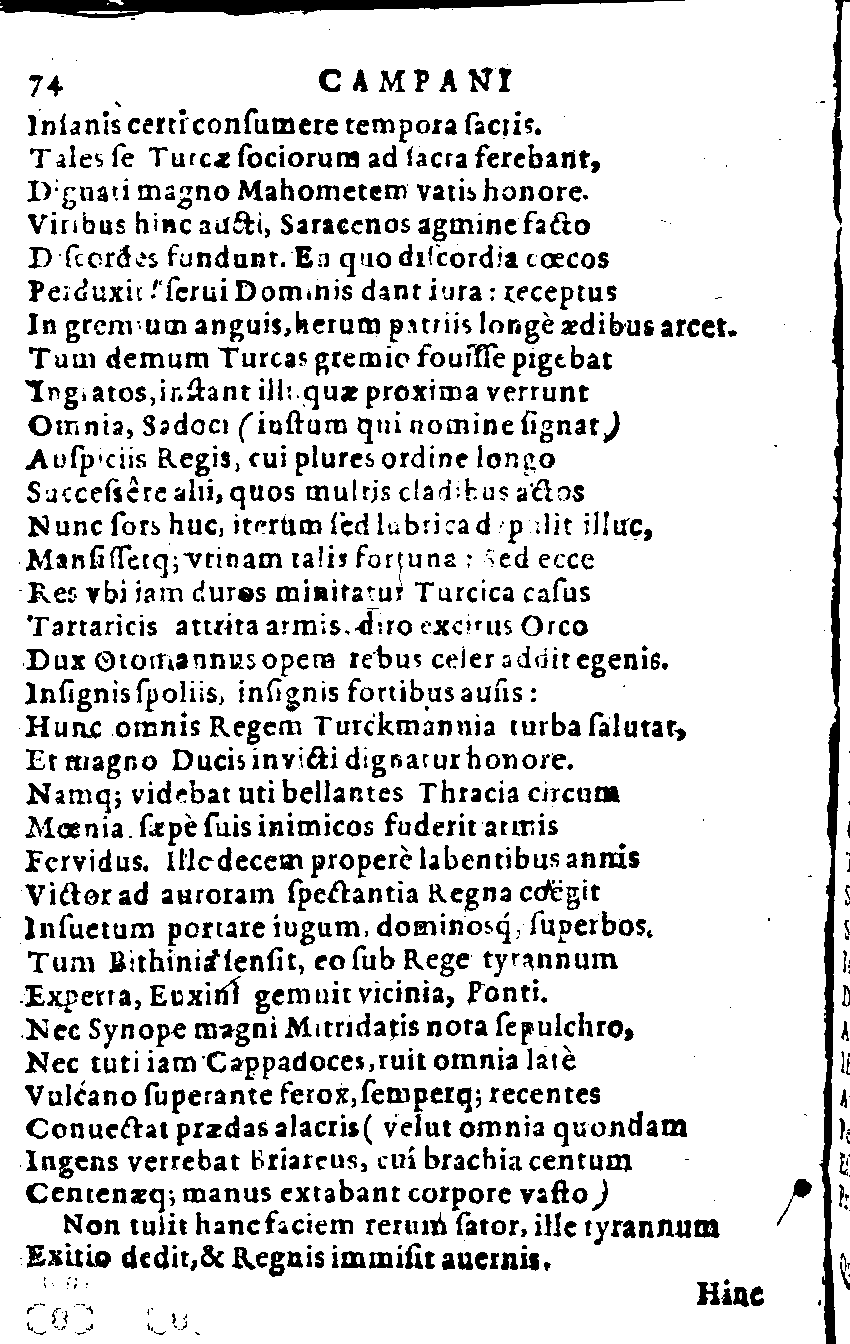 74 CAMPANI
Insanis certi consumere tempora sacris.
Tales se Turcæ sociorum ad sacra ferebant,
Dignati magno Mahometem vatis honore.
Viribus hinc aucti, Saracenos agmine facto
Discordes fundunt. En quo discordia cœcos
Perduxit! serui Dominis dant iura: receptus
In gremium anguis, herum patriis longè ædibus arcet.
Tum demum Turcas gremio fouisse pigebat
Ingratos, instant illi quæ proxima verrunt
Omnia, Sadoci (iustum qui nomine signat)
Auspiciis Regis, cui plures ordine longo
Successêre alii, quos multis cladibus actos
Nunc sors huc, iterum sed lubrica depulit illuc,
Mansissetq; vtinam talis fortuna: Sed ecce
Res vbi iam duros minitatur Turcica casus
Tartaricis attrita armis, diro excitus Orco
Dux Otomannus opem rebus celer addit egenis.
Insignis spoliis, insignis fortibus ausis:
Hunc omnis Regem Turckmannia turba salutat,
Et magno Ducis invicti dignatur honore.
Namq; videbat uti bellantes Thracia circum
Mœnia sæpè suis inimicos fuderit armis
Fervidus. Ille decem properè labentibus annis
Victor ad auroram spectantia Regna coëgit
Insuetum portare iugum, dominosq́; superbos.
Tum Bithinia sensit, eo sub Rege tyrannum
Experta, Euxini gemuit vicinia, Ponti.
Nec Synope magni Mitridatis nota sepulchro,
Nec tuti iam Cappadoces, ruit omnia latè
Vulcano superante ferox, semperq; recentes
Conuectat prædas alacris (velut omnia quondam
Ingens verrebat Briareus, cui brachia centum
Centenæq; manus extabant corpore vasto)
Non tulit hanc faciem rerum sator, ille tyrannum
Exitio dedit, & Regnis immisit auernis.
Hinc